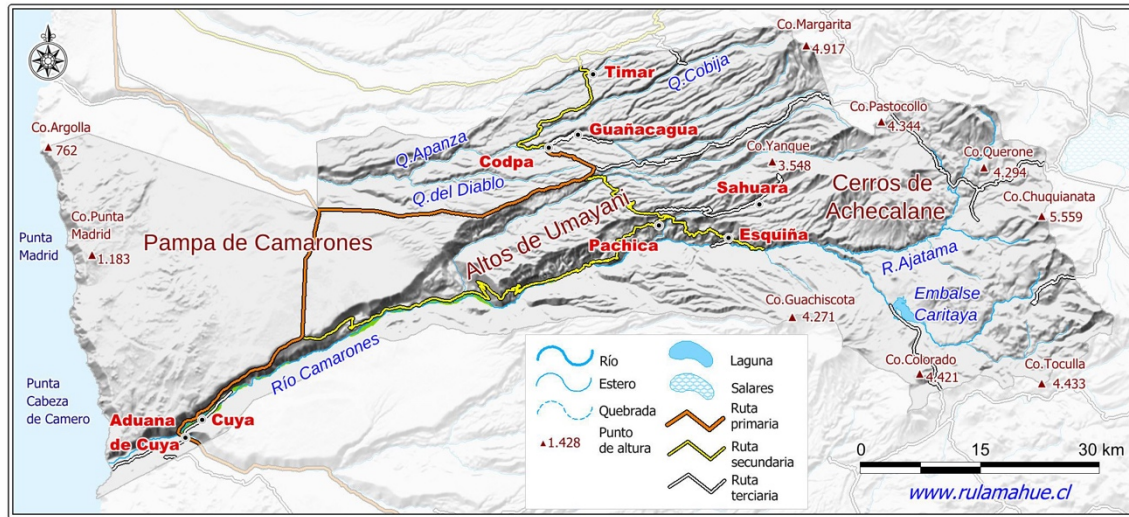 Co.Margarita
4.917
Timar
Q.Cobija
Co.Pastocollo
4.344
Co.Argolla
762
Guañacagua
Q.Apanza
Codpa
Co.Yanque
3.548
Co.Querone
4.294
Q.del Diablo
Sahuara
Cerros de
Achecalane
Co.Chuquianata
5.559
Co.Punta
Madrid
1.183
Punta
Madrid
Pampa de Camarones
Altos de Umayani
Pachica
Esquiña
R.Ajatama
Embalse
Caritaya
Co.Guachiscota
4.271
Río Camarones
Co.Colorado
4.421
Co.Toculla
4.433
Punta
Cabeza
de Camero
Aduana
de Cuya
Cuya
Río
Estero
Quebrada
1.428
Punto
de altura
Laguna
Salares
Ruta
primaria
Ruta
secundaria
Ruta
terciaria
0 15 30 km
www.rulamahue.cl